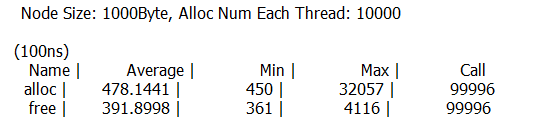 Node Size: 1000Byte, Alloc Num Each Thread: 10000
(100ns)
Name | Average | Min | Max | Call
alloc | 478.1441 | 450 | 32057 | 99996
free | 391.8998 | 361 | 4116 | 99996